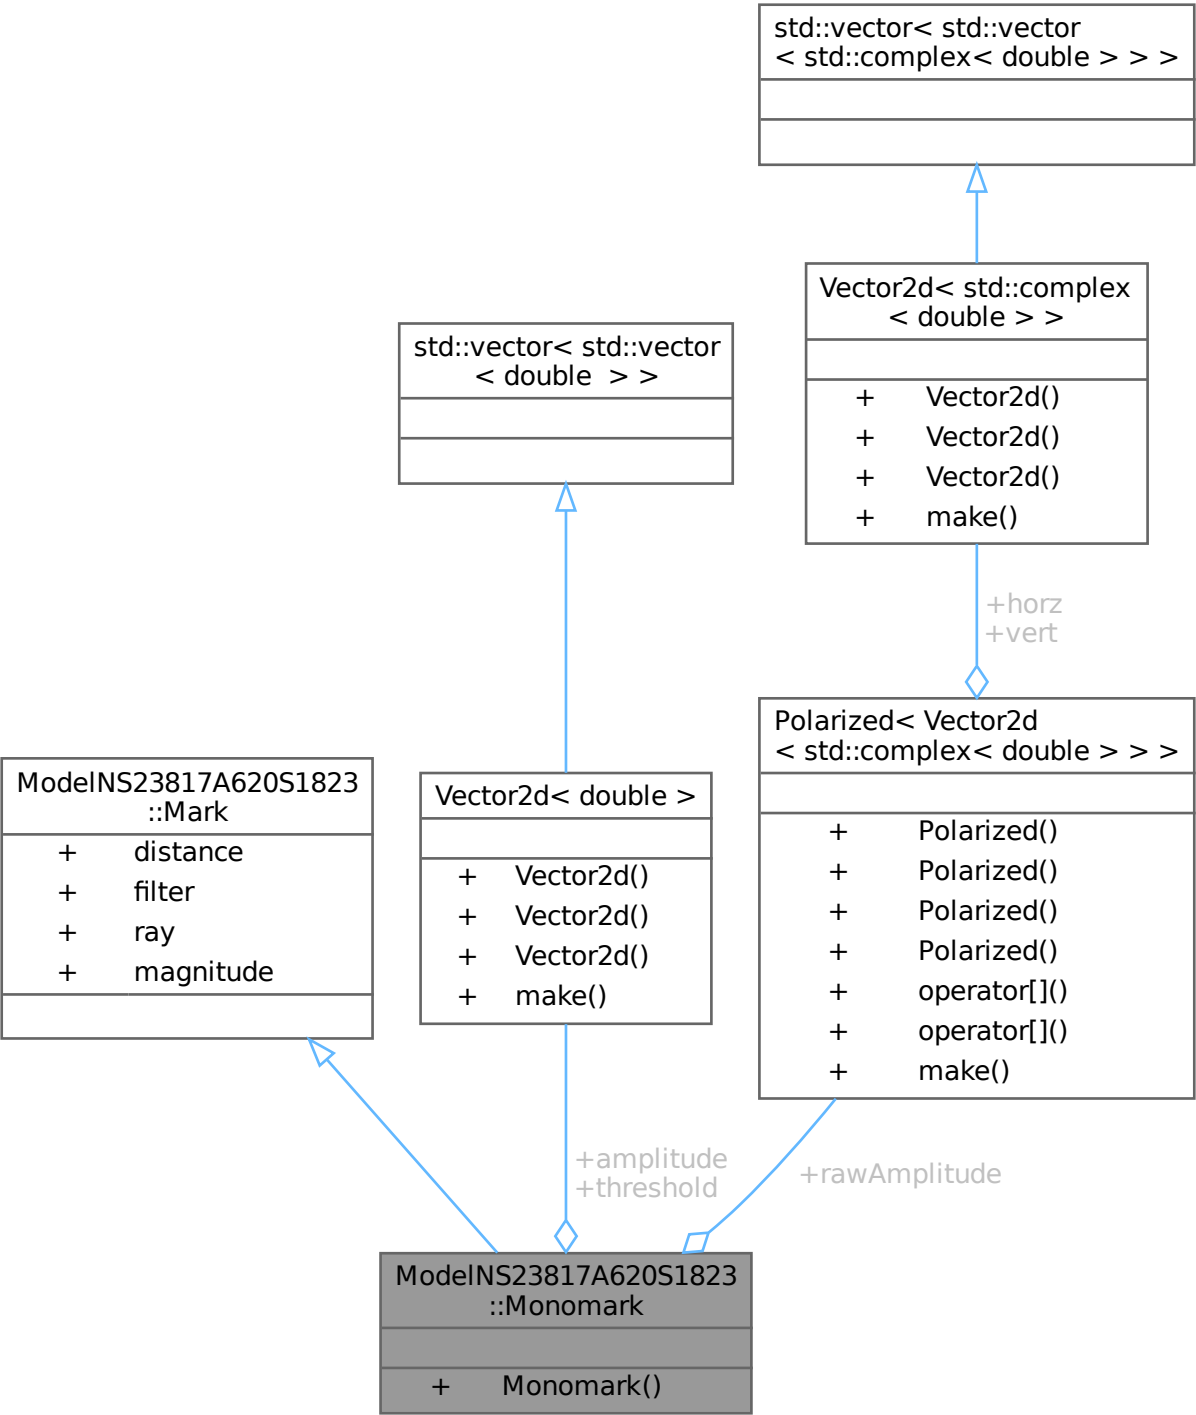 std::vector< std::vector
< std::complex< double > > >
Vector2d< std::complex
< double > >
+ Vector2d()
+ Vector2d()
+ Vector2d()
+ make()
std::vector< std::vector
< double > >
+horz
+vert
Polarized< Vector2d
< std::complex< double > > >
+ Polarized()
+ Polarized()
+ Polarized()
+ Polarized()
+ operator[]()
+ operator[]()
+ make()
ModelNS23817A620S1823
::Mark
+ distance
+ filter
+ ray
+ magnitude
Vector2d< double >
+ Vector2d()
+ Vector2d()
+ Vector2d()
+ make()
+amplitude
+threshold
+rawAmplitude
ModelNS23817A620S1823
::Monomark
+ Monomark()